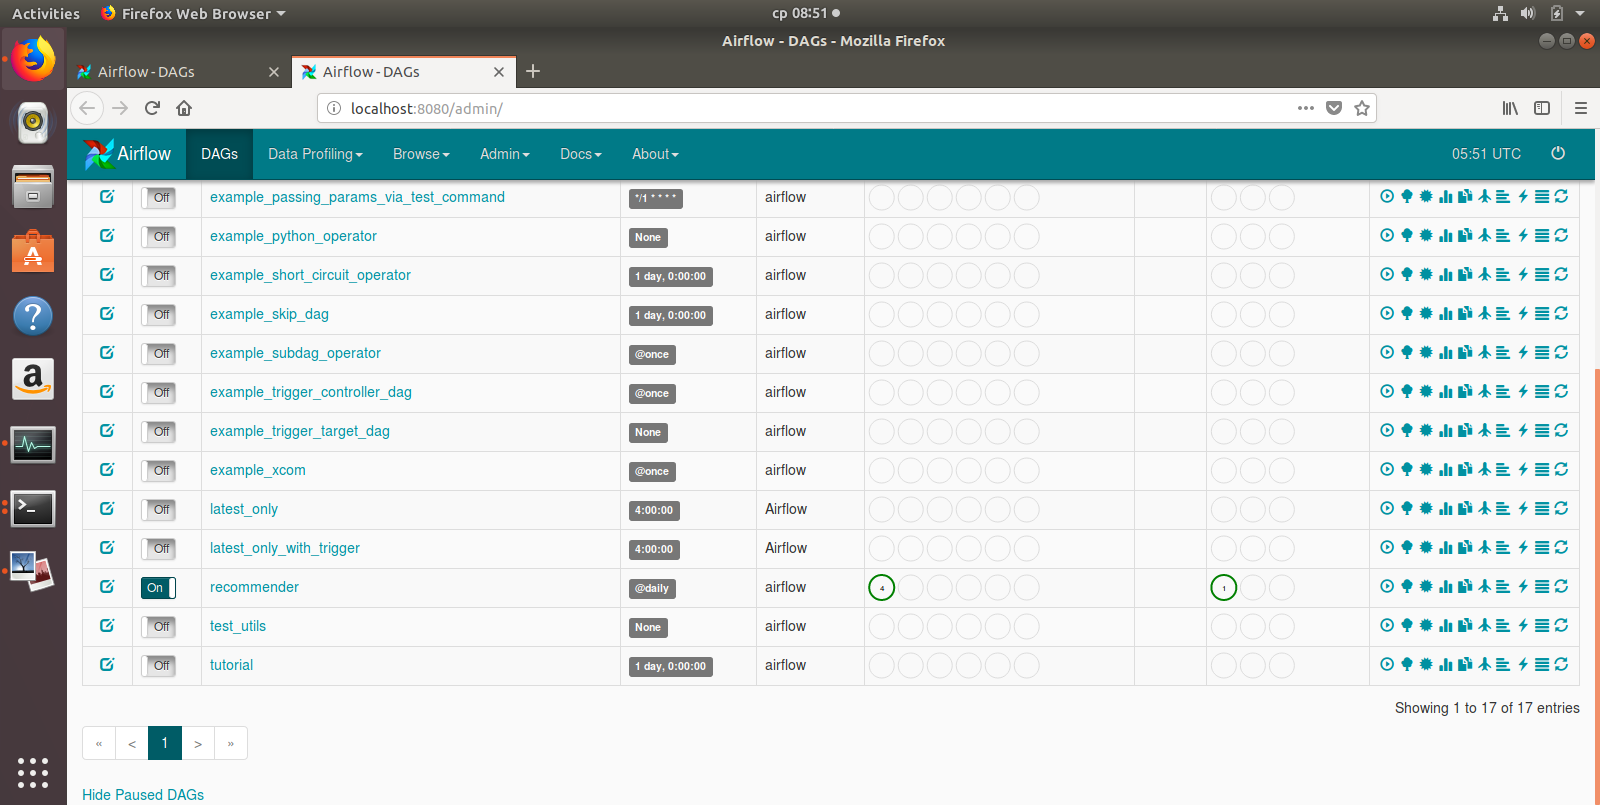 Activities Firefox Web Browser ср 08:51
Airflow - DAGs - Mozilla Firefox
Airflow - DAGs Airflow - DAGs
localhost:8080/admin/
Airflow DAGs Data Profiling Browse Admin Docs About 05:51 UTC
Off example_passing_params_via_test_command */1 * * * * airflow
Off example_python_operator None airflow
Off example_short_circuit_operator 1 day, 0:00:00 airflow
Off example_skip_dag 1 day, 0:00:00 airflow
Off example_subdag_operator @once airflow
Off example_trigger_controller_dag @once airflow
Off example_trigger_target_dag None airflow
Off example_xcom @once airflow
Off latest_only 4:00:00 Airflow
Off latest_only_with_trigger 4:00:00 Airflow
On recommender @daily airflow 4 1
Off test_utils None airflow
Off tutorial 1 day, 0:00:00 airflow
Showing 1 to 17 of 17 entries
« < 1 > »
Hide Paused DAGs